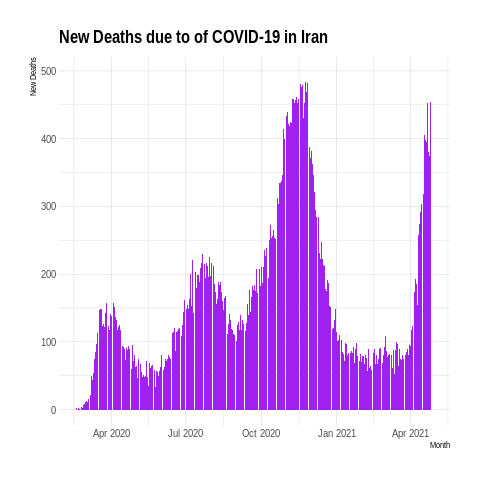 New Deaths due to of COVID-19 in Iran
New Deaths
500
400
300
200
100
0
Apr 2020 Jul 2020 Oct 2020 Jan 2021 Apr 2021
Month